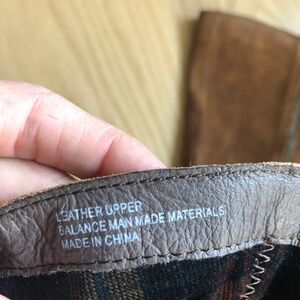 LEATHER UPPER
BALANCE MAN MADE MATERIALS
MADE IN CHINA